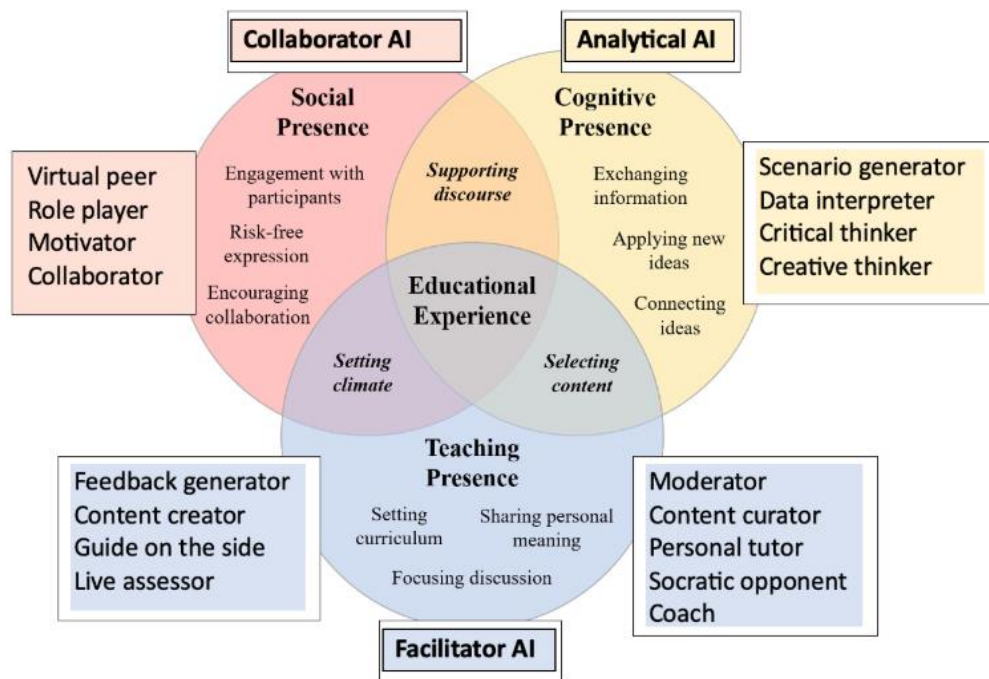 Collaborator AI
Analytical AI
Social
Presence
Cognitive
Presence
Virtual peer
Role player
Motivator
Collaborator
Engagement with
participants
Risk-free
expression
Encouraging
collaboration
Supporting
discourse
Exchanging
information
Applying new
ideas
Connecting
ideas
Scenario generator
Data interpreter
Critical thinker
Creative thinker
Educational
Experience
Setting
climate
Selecting
content
Teaching
Presence
Setting
curriculum
Sharing personal
meaning
Focusing discussion
Feedback generator
Content creator
Guide on the side
Live assessor
Moderator
Content curator
Personal tutor
Socratic opponent
Coach
Facilitator AI